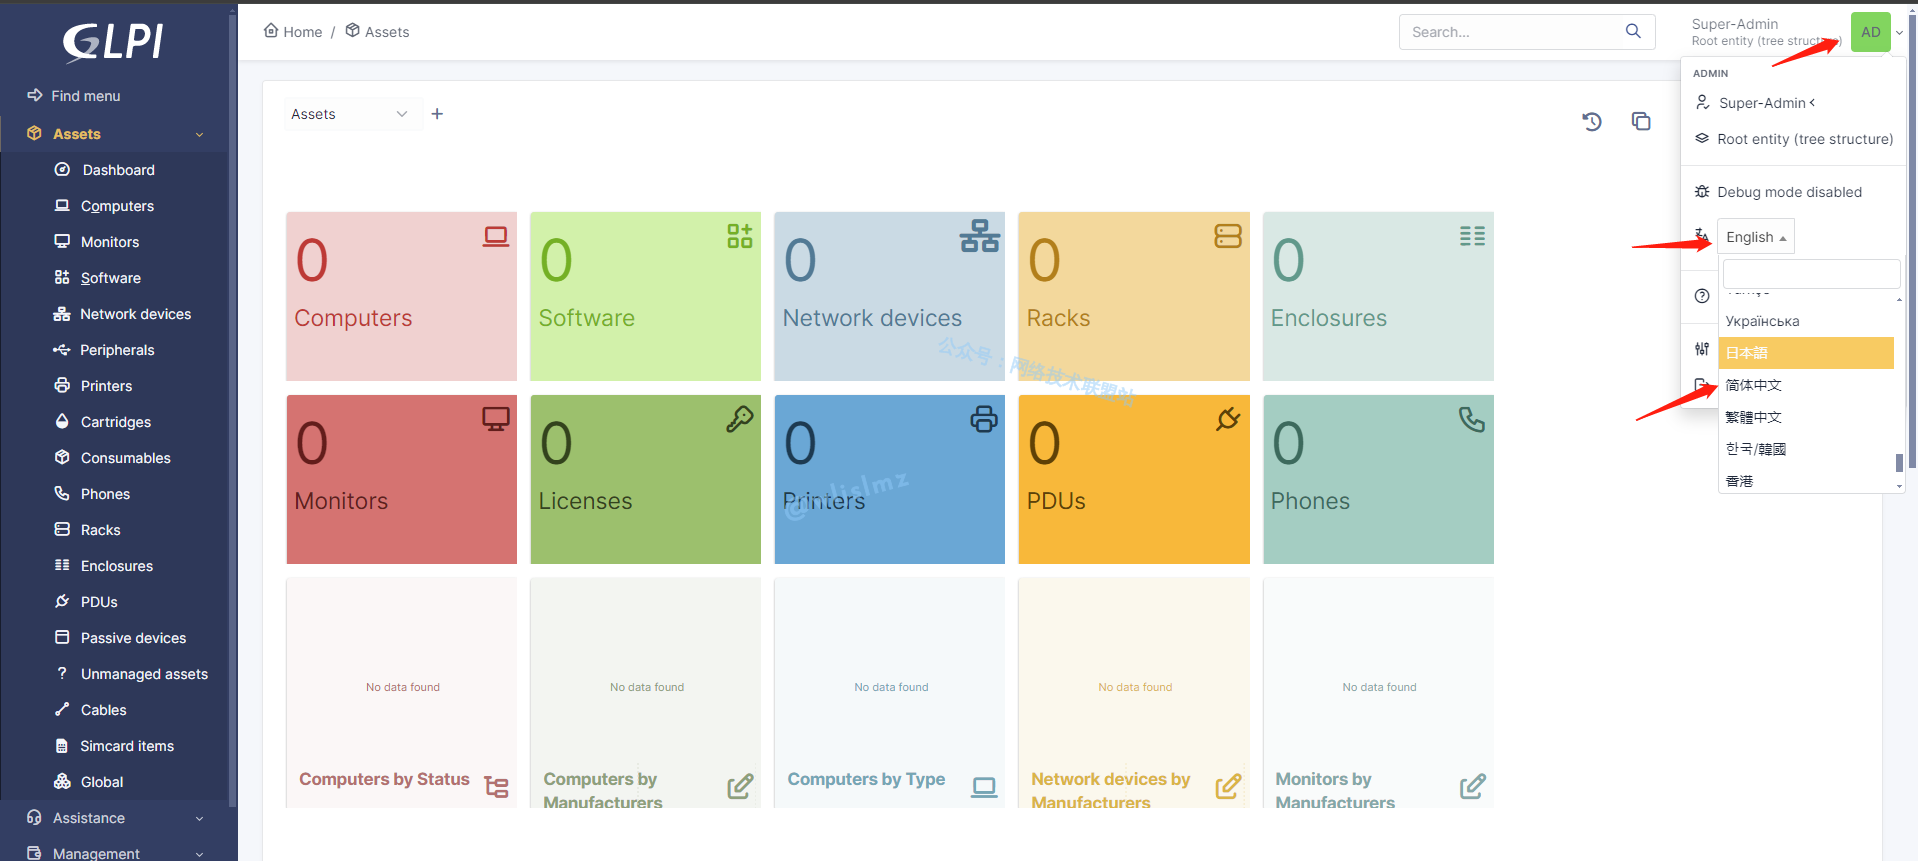 GLPI
Find menu
Assets
Dashboard
Computers
Monitors
Software
Network devices
Peripherals
Printers
Cartridges
Consumables
Phones
Racks
Enclosures
PDUs
Passive devices
Unmanaged assets
Cables
Simcard items
Global
Assistance
Management
Home / Assets
Search...
Super-Admin
Root entity (tree structure)
AD
Assets
ADMIN
Super-Admin
Root entity (tree structure)
Debug mode disabled
English
Türkçe
Українська
日本語
简体中文
繁體中文
한국/韓國
香港
0
Computers
0
Software
0
Network devices
0
Racks
0
Enclosures
公众号：网络技术联盟站
0
Monitors
0
Licenses
0
Printers
0
PDUs
0
Phones
No data found
Computers by Status
No data found
Computers by
Manufacturers
No data found
Computers by Type
No data found
Network devices by
Manufacturers
No data found
Monitors by
Manufacturers